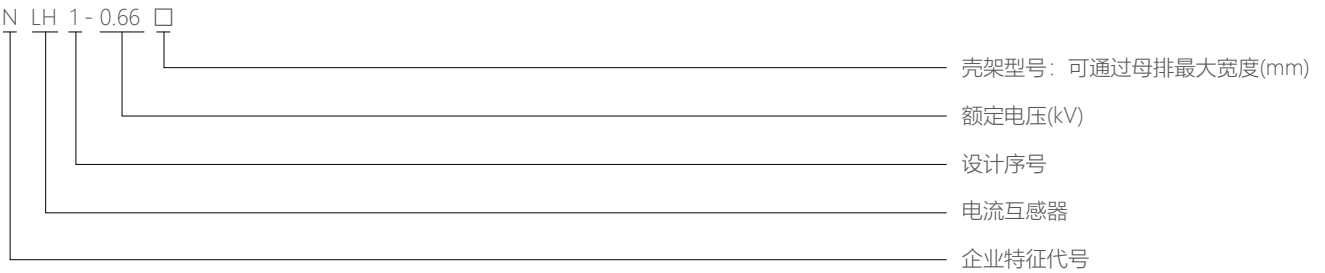 N LH 1 - 0.66 □
壳架型号：可通过母排最大宽度(mm)
额定电压(kV)
设计序号
电流互感器
企业特征代号